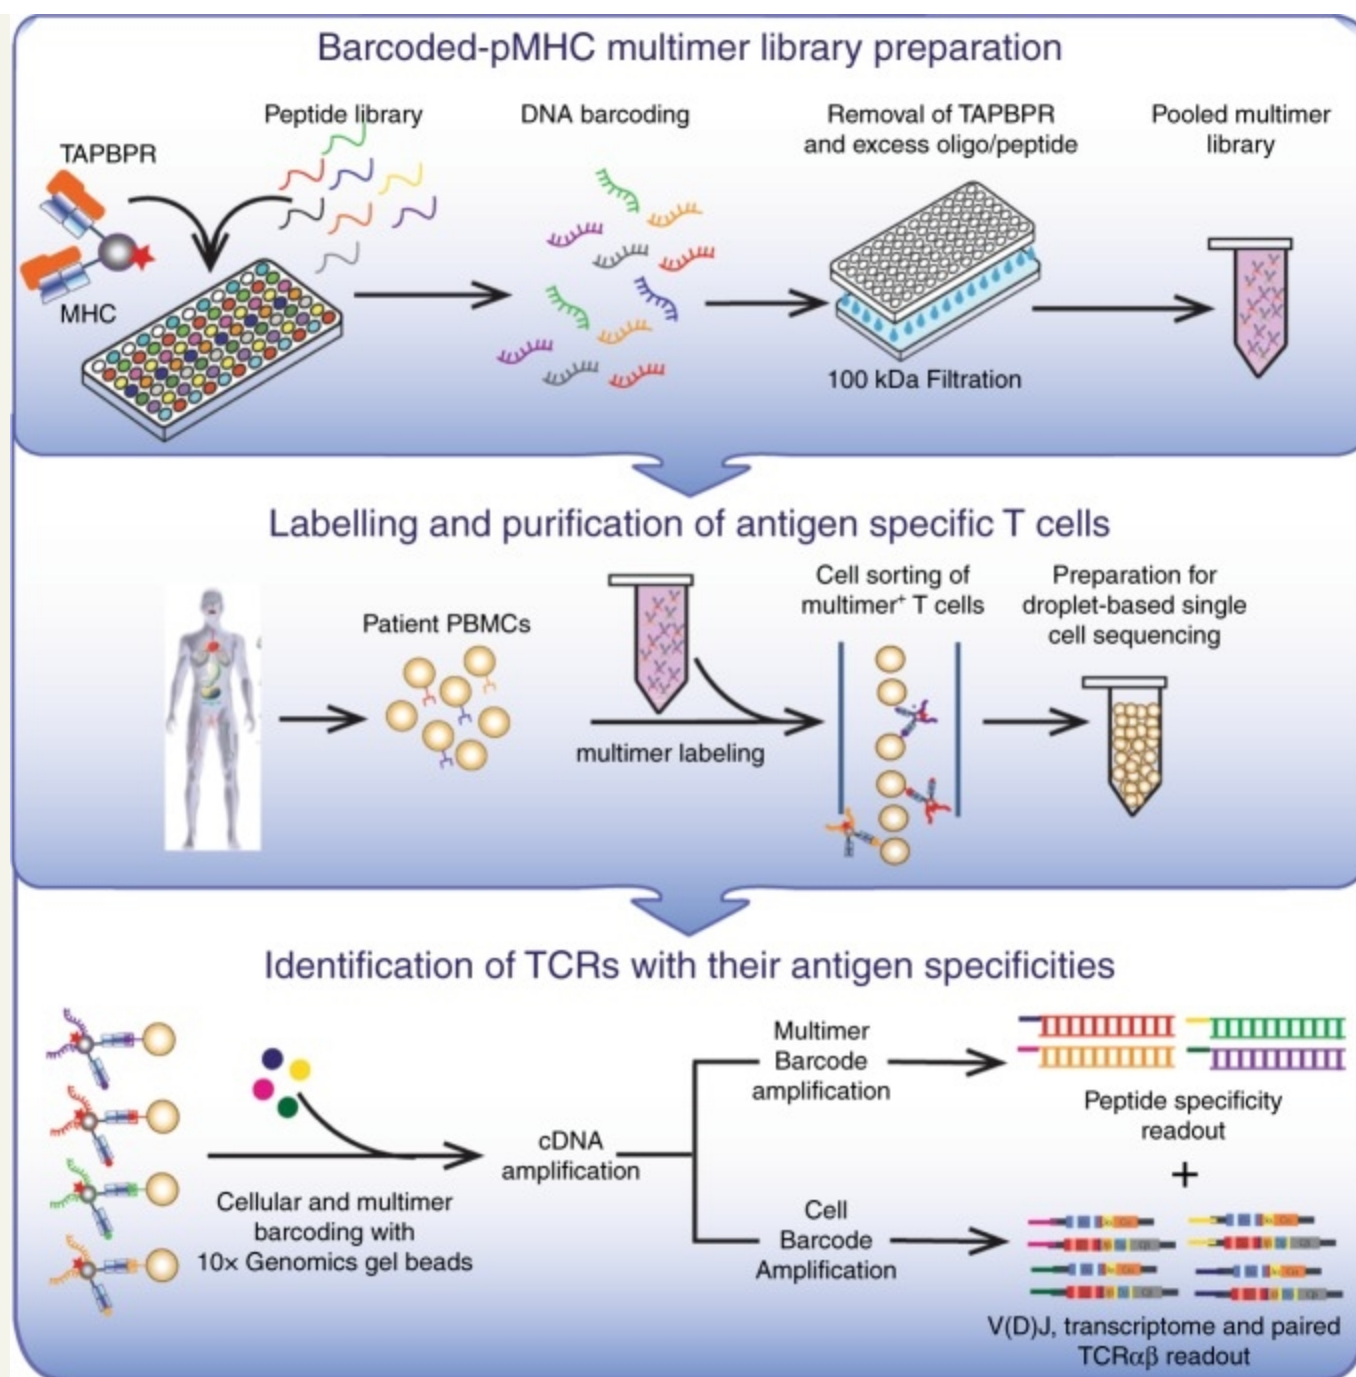 Barcoded-pMHC multimer library preparation
Peptide library
DNA barcoding
Removal of TAPBPR
and excess oligo/peptide
Pooled multimer
library
TAPBPR
MHC
100 kDa Filtration
Labelling and purification of antigen specific T cells
Patient PBMCs
multimer labeling
Cell sorting of
multimer⁺ T cells
Preparation for
droplet-based single
cell sequencing
Identification of TCRs with their antigen specificities
Cellular and multimer
barcoding with
10× Genomics gel beads
cDNA
amplification
Multimer
Barcode
amplification
Peptide specificity
readout
+
Cell
Barcode
Amplification
V(D)J, transcriptome and paired
TCRαβ readout